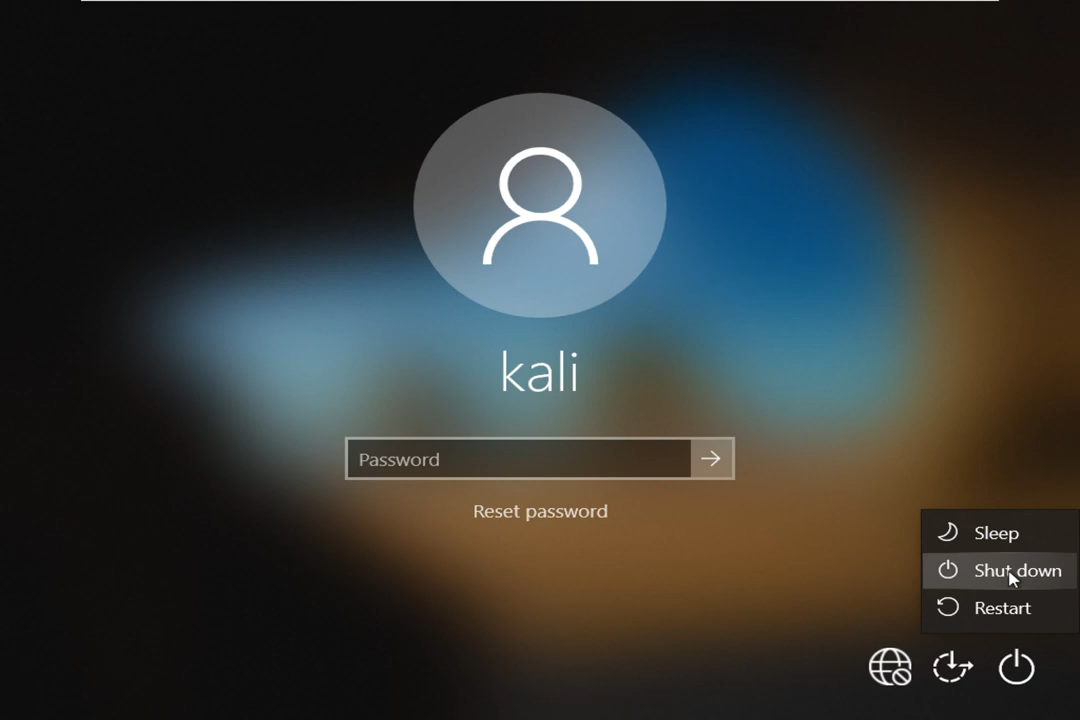 kali
Password
Reset password
Sleep
Shut down
Restart